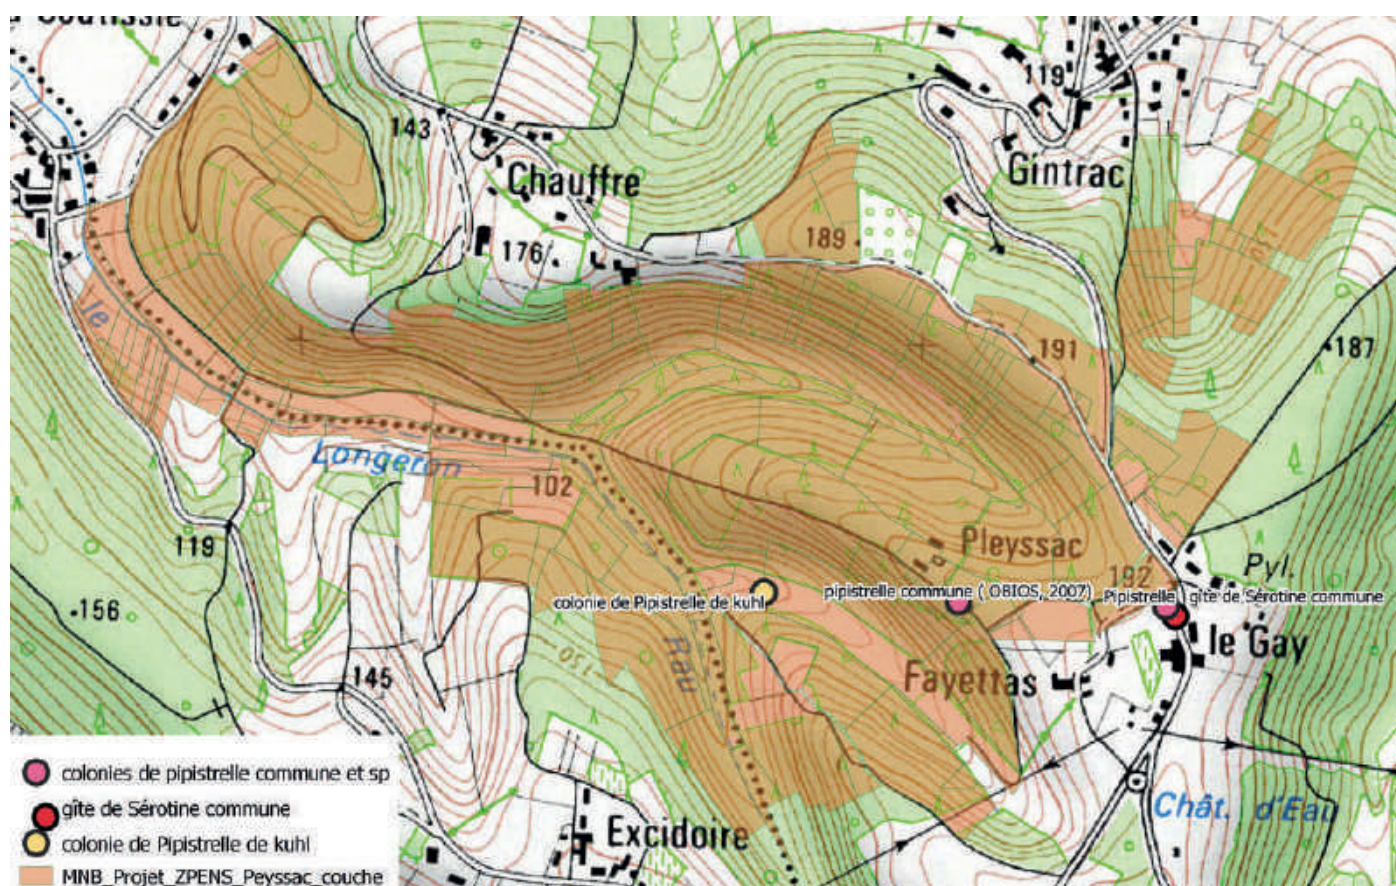 119
143
Chauffre
Gintrac
176
189
191
187
le
Longeron
102
119
Pleyssac
192
Pyl.
156
colonie de Pipistrelle de kuhl
pipistrelle commune ( OBIOS, 2007)
Pipistrelle
gîte de Sérotine commune
le Gay
Rau
150
Fayettas
145
colonies de pipistrelle commune et sp
gîte de Sérotine commune
colonie de Pipistrelle de kuhl
MNB_Projet_ZPENS_Peyssac_couche
Excidoire
Chât. d'Eau